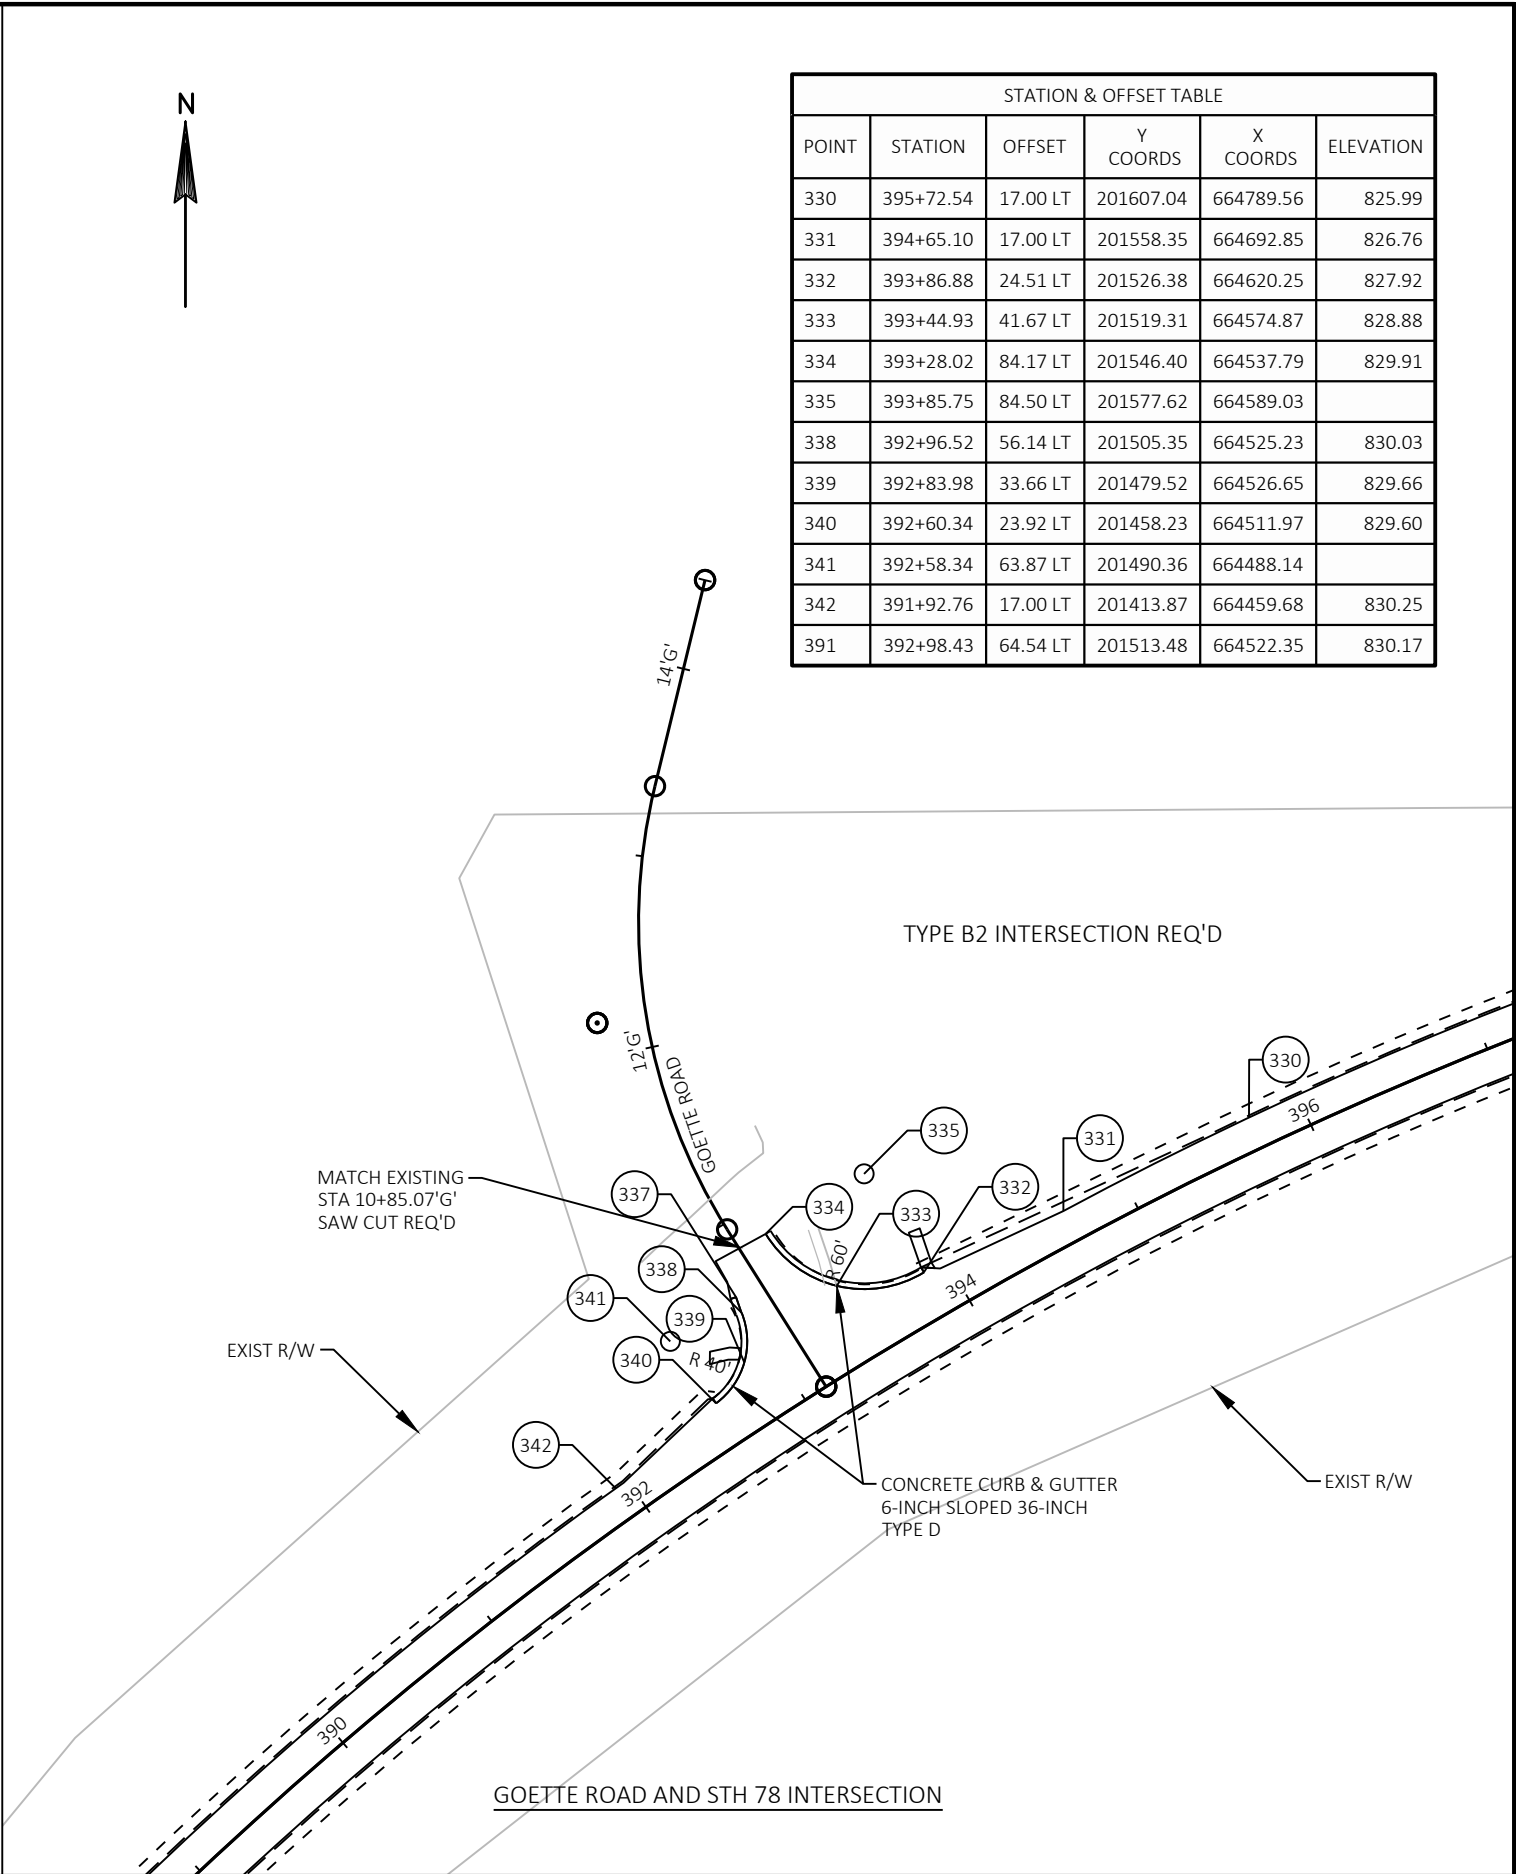 N
STATION & OFFSET TABLE
POINT STATION OFFSET Y COORDS X COORDS ELEVATION
330 395+72.54 17.00 LT 201607.04 664789.56 825.99
331 394+65.10 17.00 LT 201558.35 664692.85 826.76
332 393+86.88 24.51 LT 201526.38 664620.25 827.92
333 393+44.93 41.67 LT 201519.31 664574.87 828.88
334 393+28.02 84.17 LT 201546.40 664537.79 829.91
335 393+85.75 84.50 LT 201577.62 664589.03
338 392+96.52 56.14 LT 201505.35 664525.23 830.03
339 392+83.98 33.66 LT 201479.52 664526.65 829.66
340 392+60.34 23.92 LT 201458.23 664511.97 829.60
341 392+58.34 63.87 LT 201490.36 664488.14
342 391+92.76 17.00 LT 201413.87 664459.68 830.25
391 392+98.43 64.54 LT 201513.48 664522.35 830.17
14'G'
TYPE B2 INTERSECTION REQ'D
12'G'
GOETTE ROAD
330
396
335
331
MATCH EXISTING
STA 10+85.07'G'
SAW CUT REQ'D
337
334
333
332
R 60'
338
394
341
339
EXIST R/W
340
R 40'
342
392
CONCRETE CURB & GUTTER
6-INCH SLOPED 36-INCH
TYPE D
EXIST R/W
390
GOETTE ROAD AND STH 78 INTERSECTION